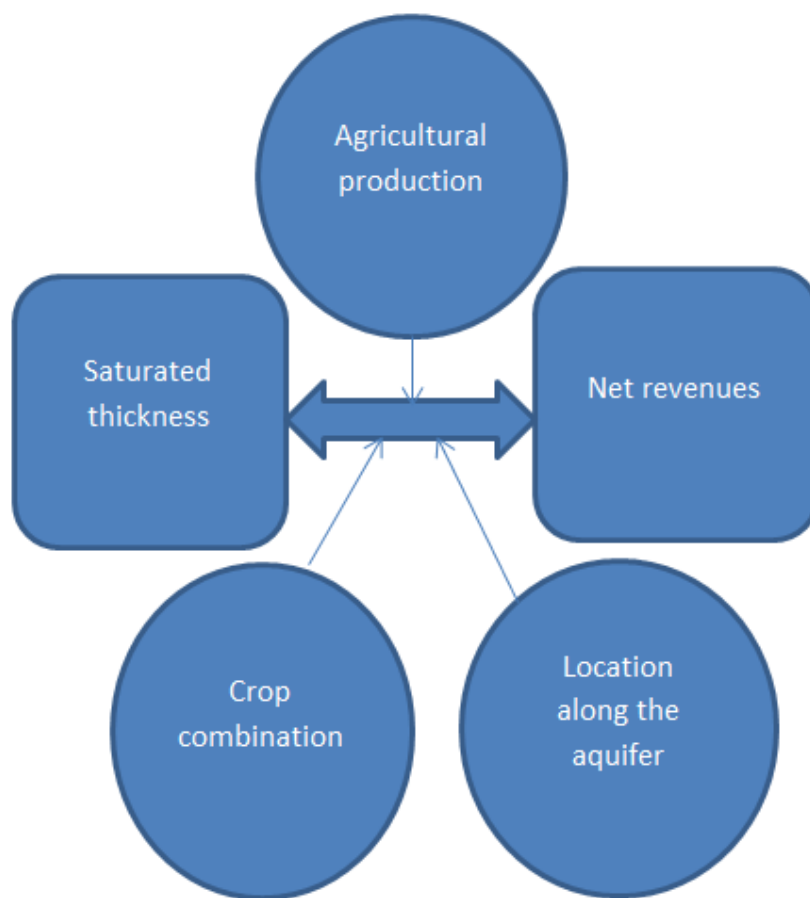 Agricultural
production
Saturated
thickness
Net revenues
Crop
combination
Location
along the
aquifer